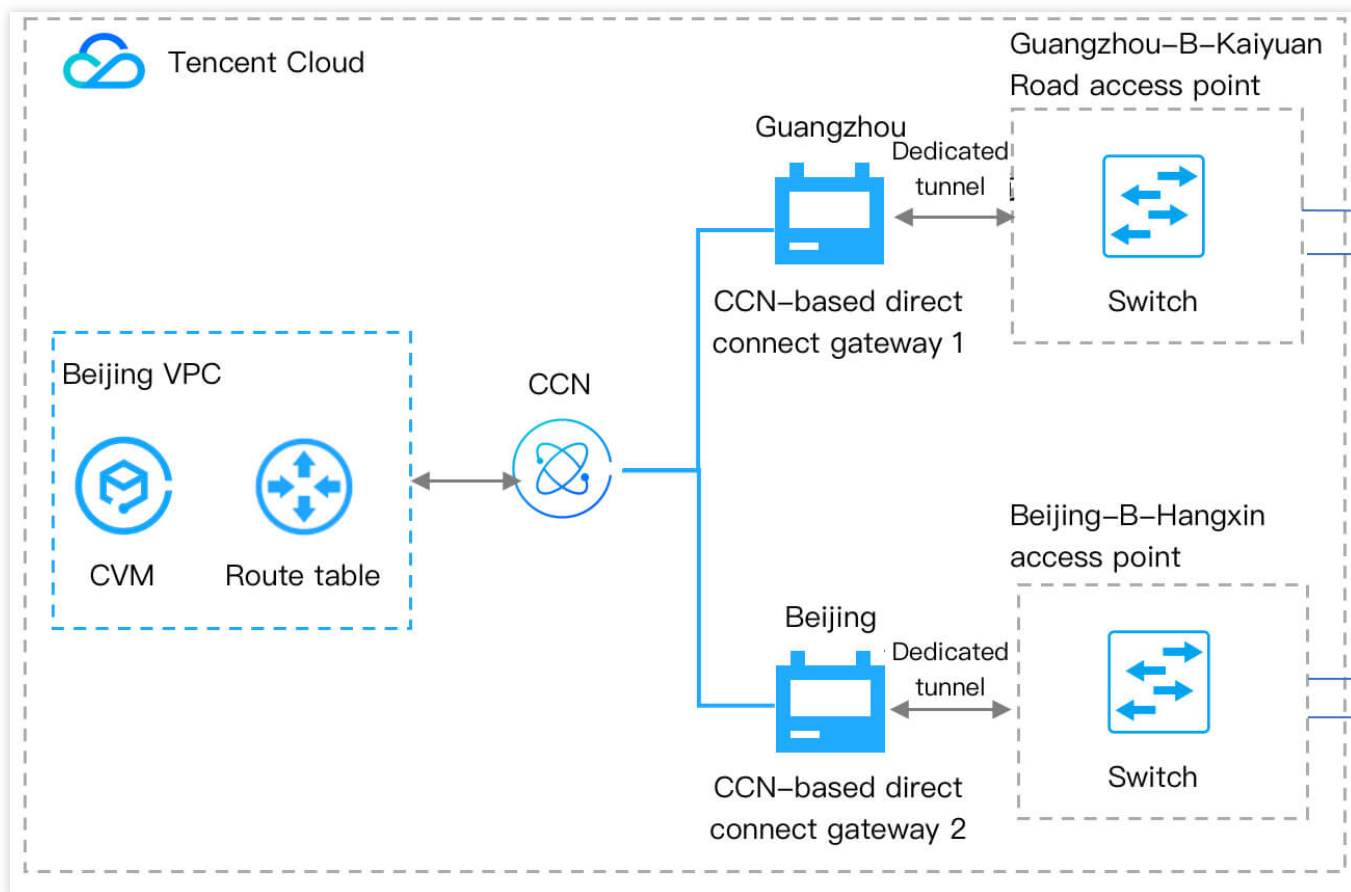 Tencent Cloud
Guangzhou-B-Kaiyuan
Road access point
Guangzhou
Dedicated
tunnel
Switch
CCN-based direct
connect gateway 1
Beijing VPC
CCN
CVM
Route table
Beijing-B-Hangxin
access point
Beijing
Dedicated
tunnel
Switch
CCN-based direct
connect gateway 2